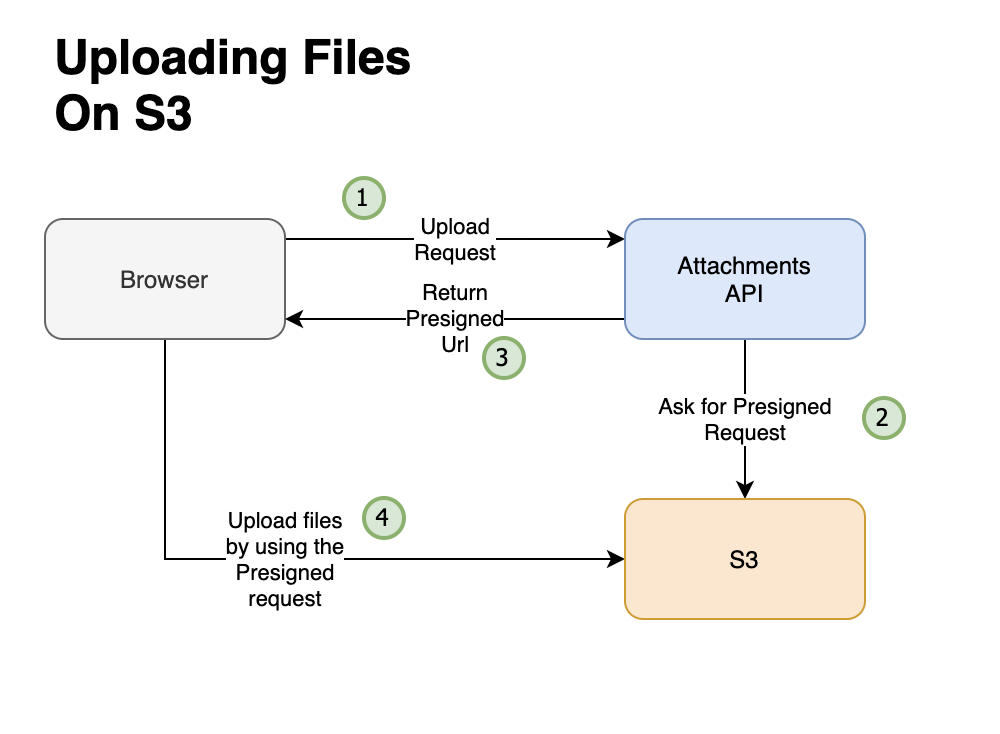 Uploading Files
On S3
1
Upload
Request
Browser
Attachments
API
Return
Presigned
Url
3
Ask for Presigned
Request
2
4
Upload files
by using the
Presigned
request
S3